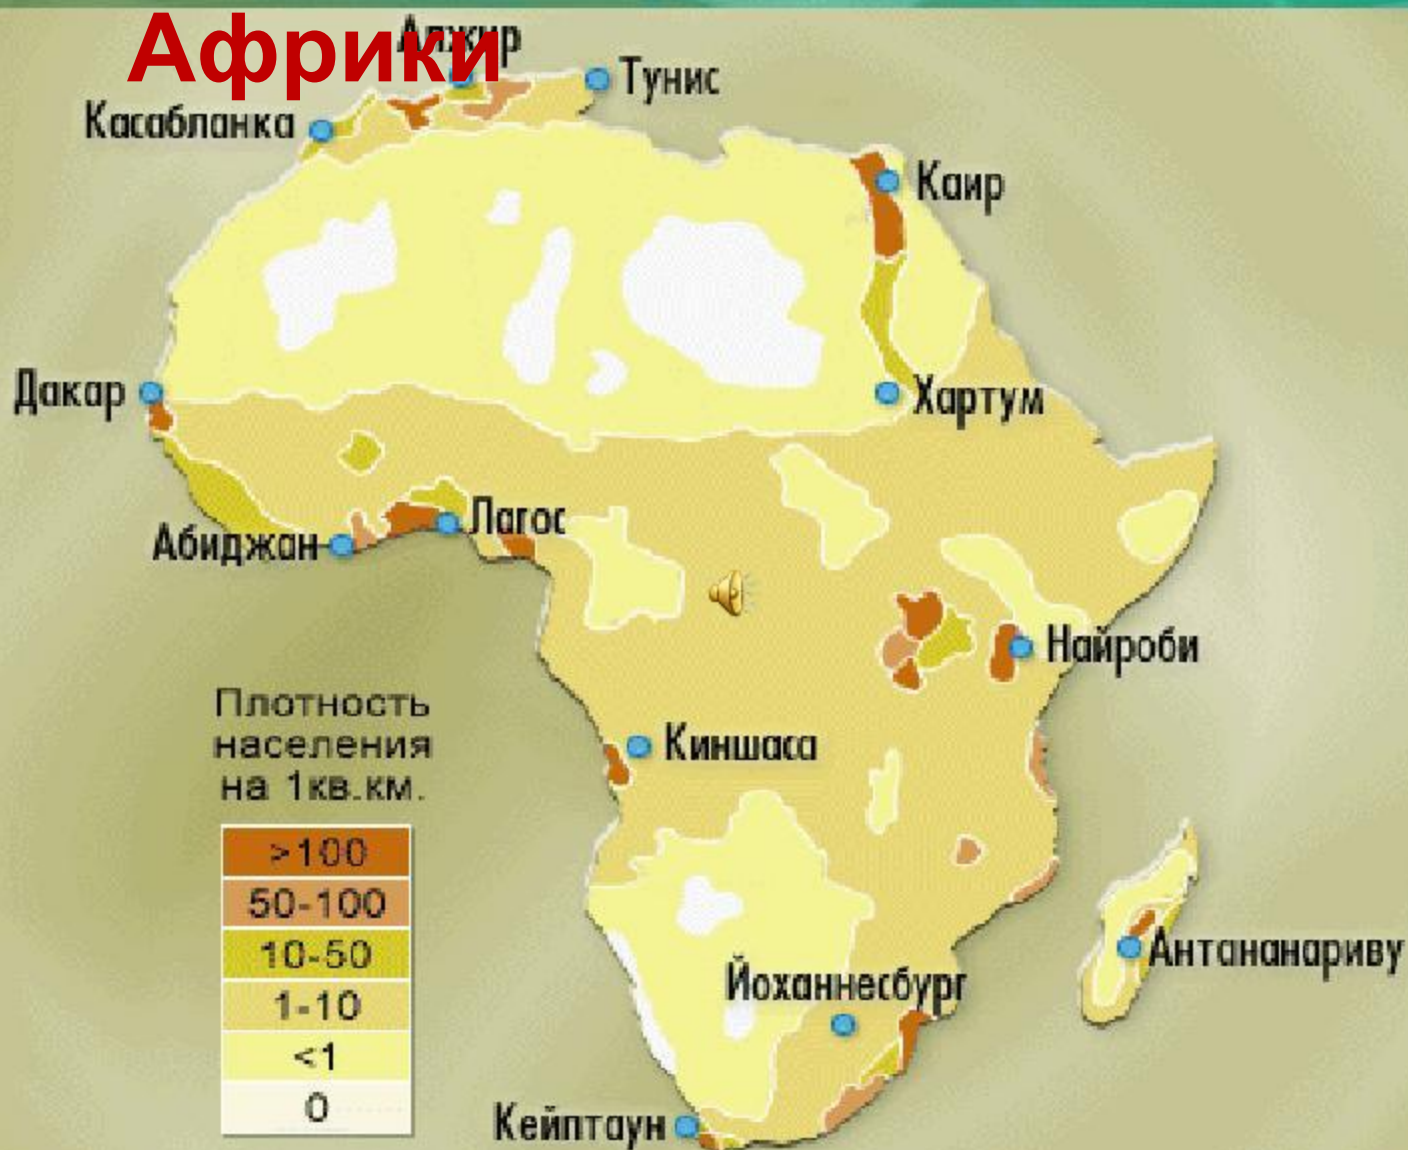 Африки
Алжир
Тунис
Касабланка
Каир
Дакар
Хартум
Лагос
Абиджан
Найроби
Плотность
населения
на 1кв.км.
Киншаса
>100
50-100
10-50
1-10
<1
0
Антананариву
Йоханнесбург
Кейптаун